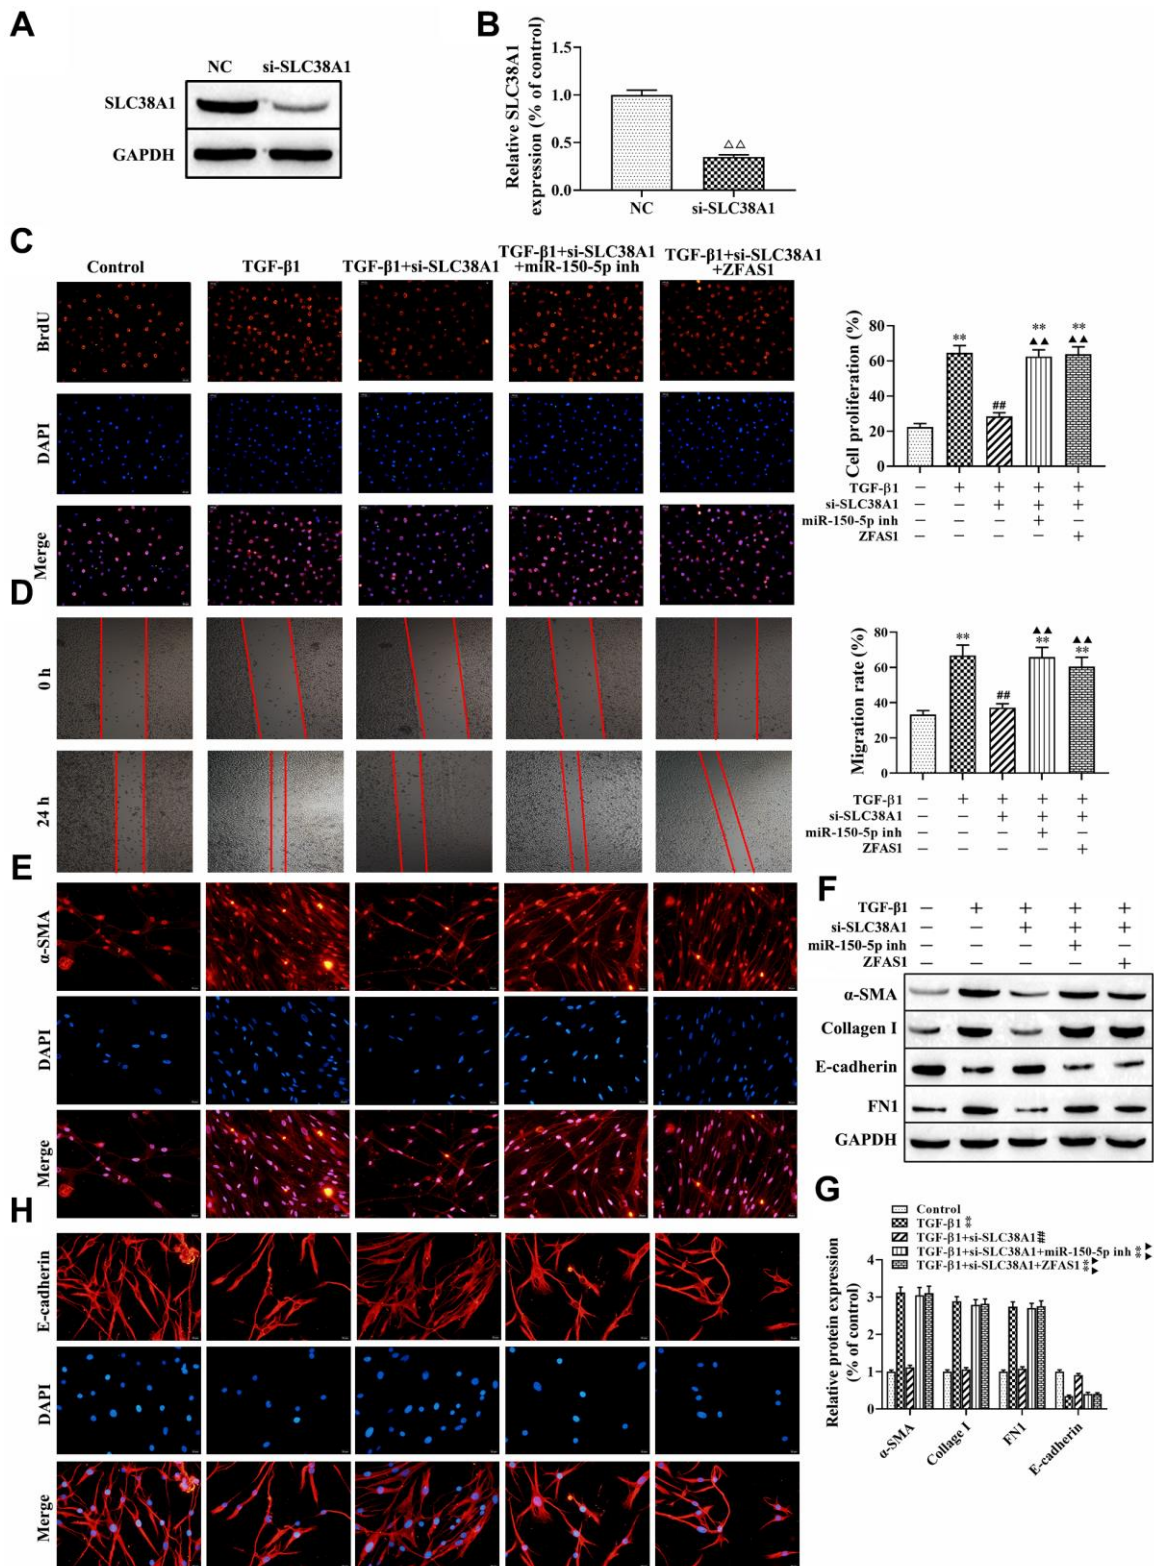 A
NC si-SLC38A1
SLC38A1
GAPDH
B
Relative SLC38A1
expression (% of control)
1.5
1.0
0.5
0.0
△△
NC si-SLC38A1
C
Control
TGF-β1
TGF-β1+si-SLC38A1
TGF-β1+si-SLC38A1
+miR-150-5p inh
TGF-β1+si-SLC38A1
+ZFAS1
BrdU
DAPI
Merge
Cell proliferation (%)
80
60
40
20
0
**
##
**
▲▲
**
▲▲
TGF-β1 − + + + +
si-SLC38A1 − − + + +
miR-150-5p inh − − − + −
ZFAS1 − − − − +
D
0 h
24 h
Migration rate (%)
80
60
40
20
0
**
##
▲▲
**
▲▲
**
TGF-β1 − + + + +
si-SLC38A1 − − + + +
miR-150-5p inh − − − + −
ZFAS1 − − − − +
E
α-SMA
DAPI
Merge
F
TGF-β1 − + + + +
si-SLC38A1 − − + + +
miR-150-5p inh − − − + −
ZFAS1 − − − − +
α-SMA
Collagen I
E-cadherin
FN1
GAPDH
G
Control
TGF-β1 **
TGF-β1+si-SLC38A1 ##
TGF-β1+si-SLC38A1+miR-150-5p inh ** ▲▲
TGF-β1+si-SLC38A1+ZFAS1 ** ▲▲
Relative protein expression
(% of control)
4
3
2
1
0
α-SMA
Collage I
FN1
E-cadherin
H
E-cadherin
DAPI
Merge